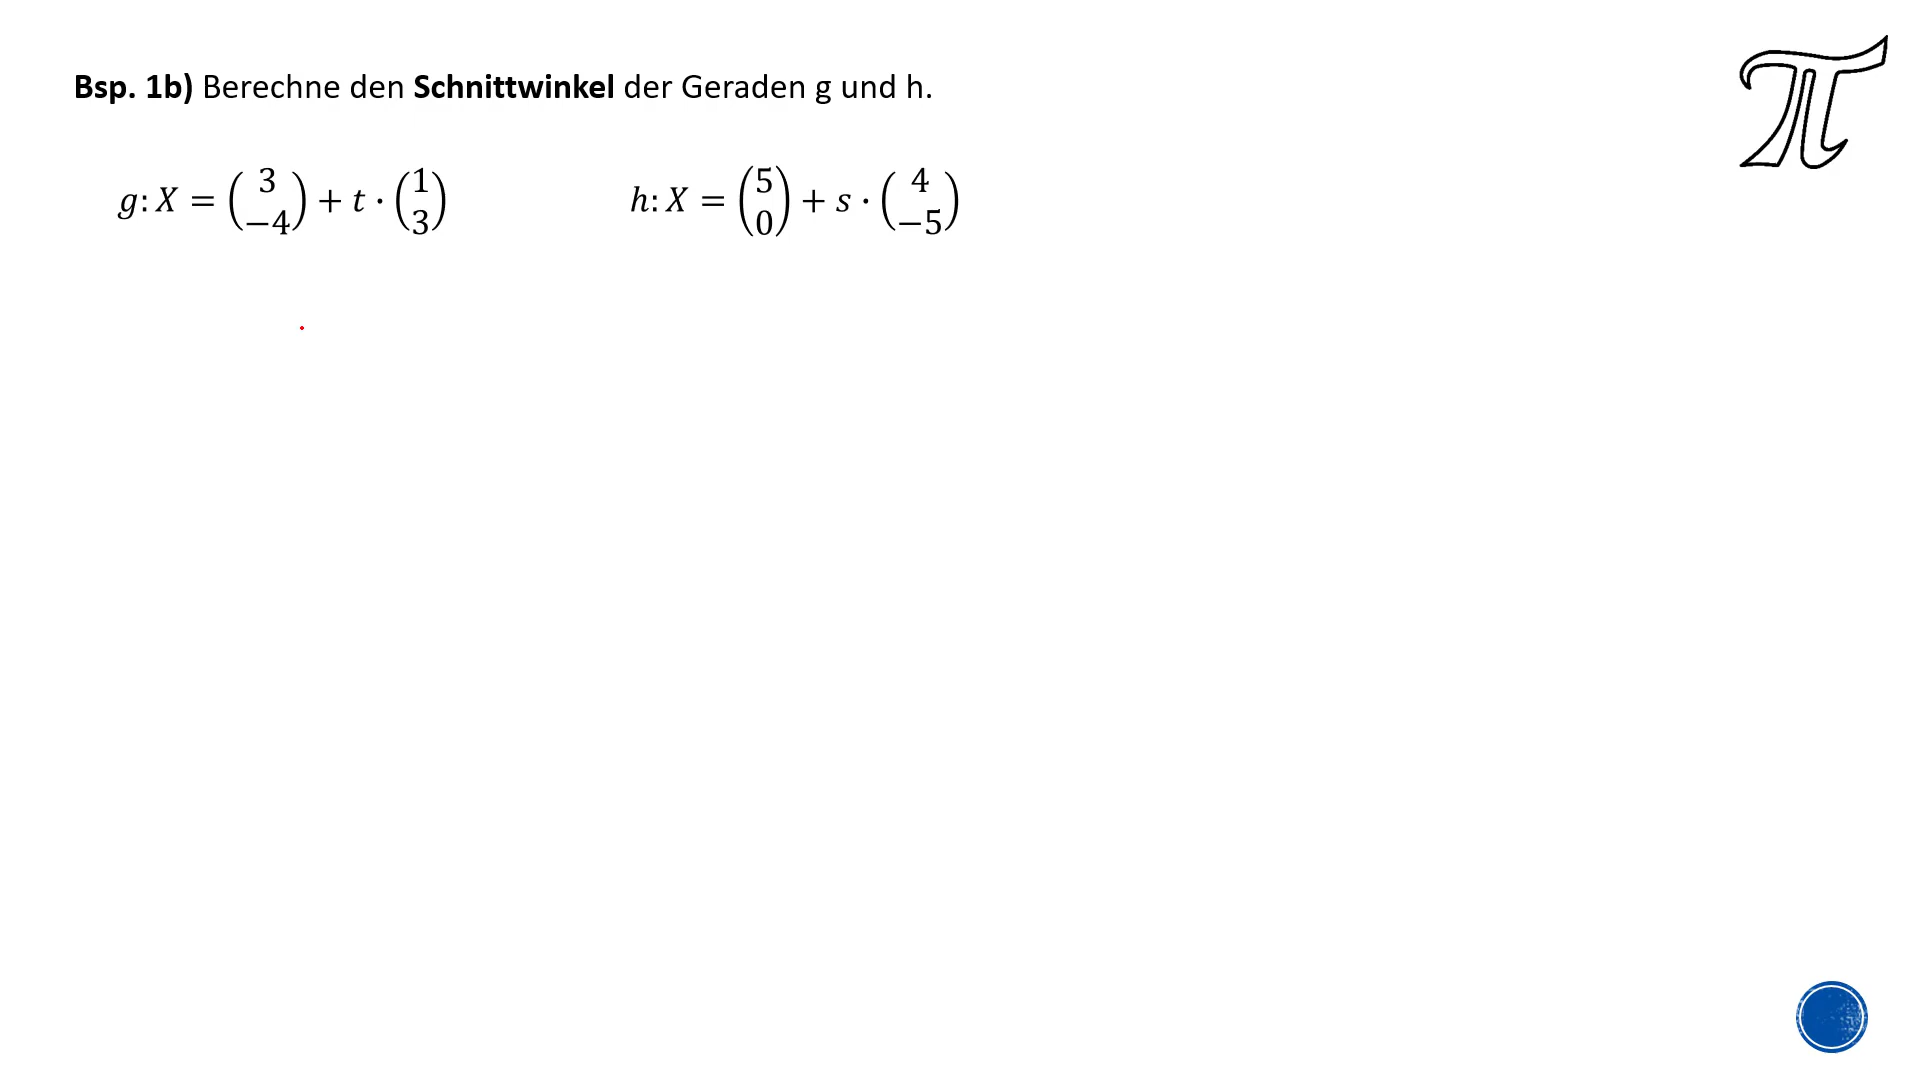 Bsp. 1b) Berechne den Schnittwinkel der Geraden g und h.
g: X = (3 −4) + t · (1 3)
h: X = (5 0) + s · (4 −5)
π